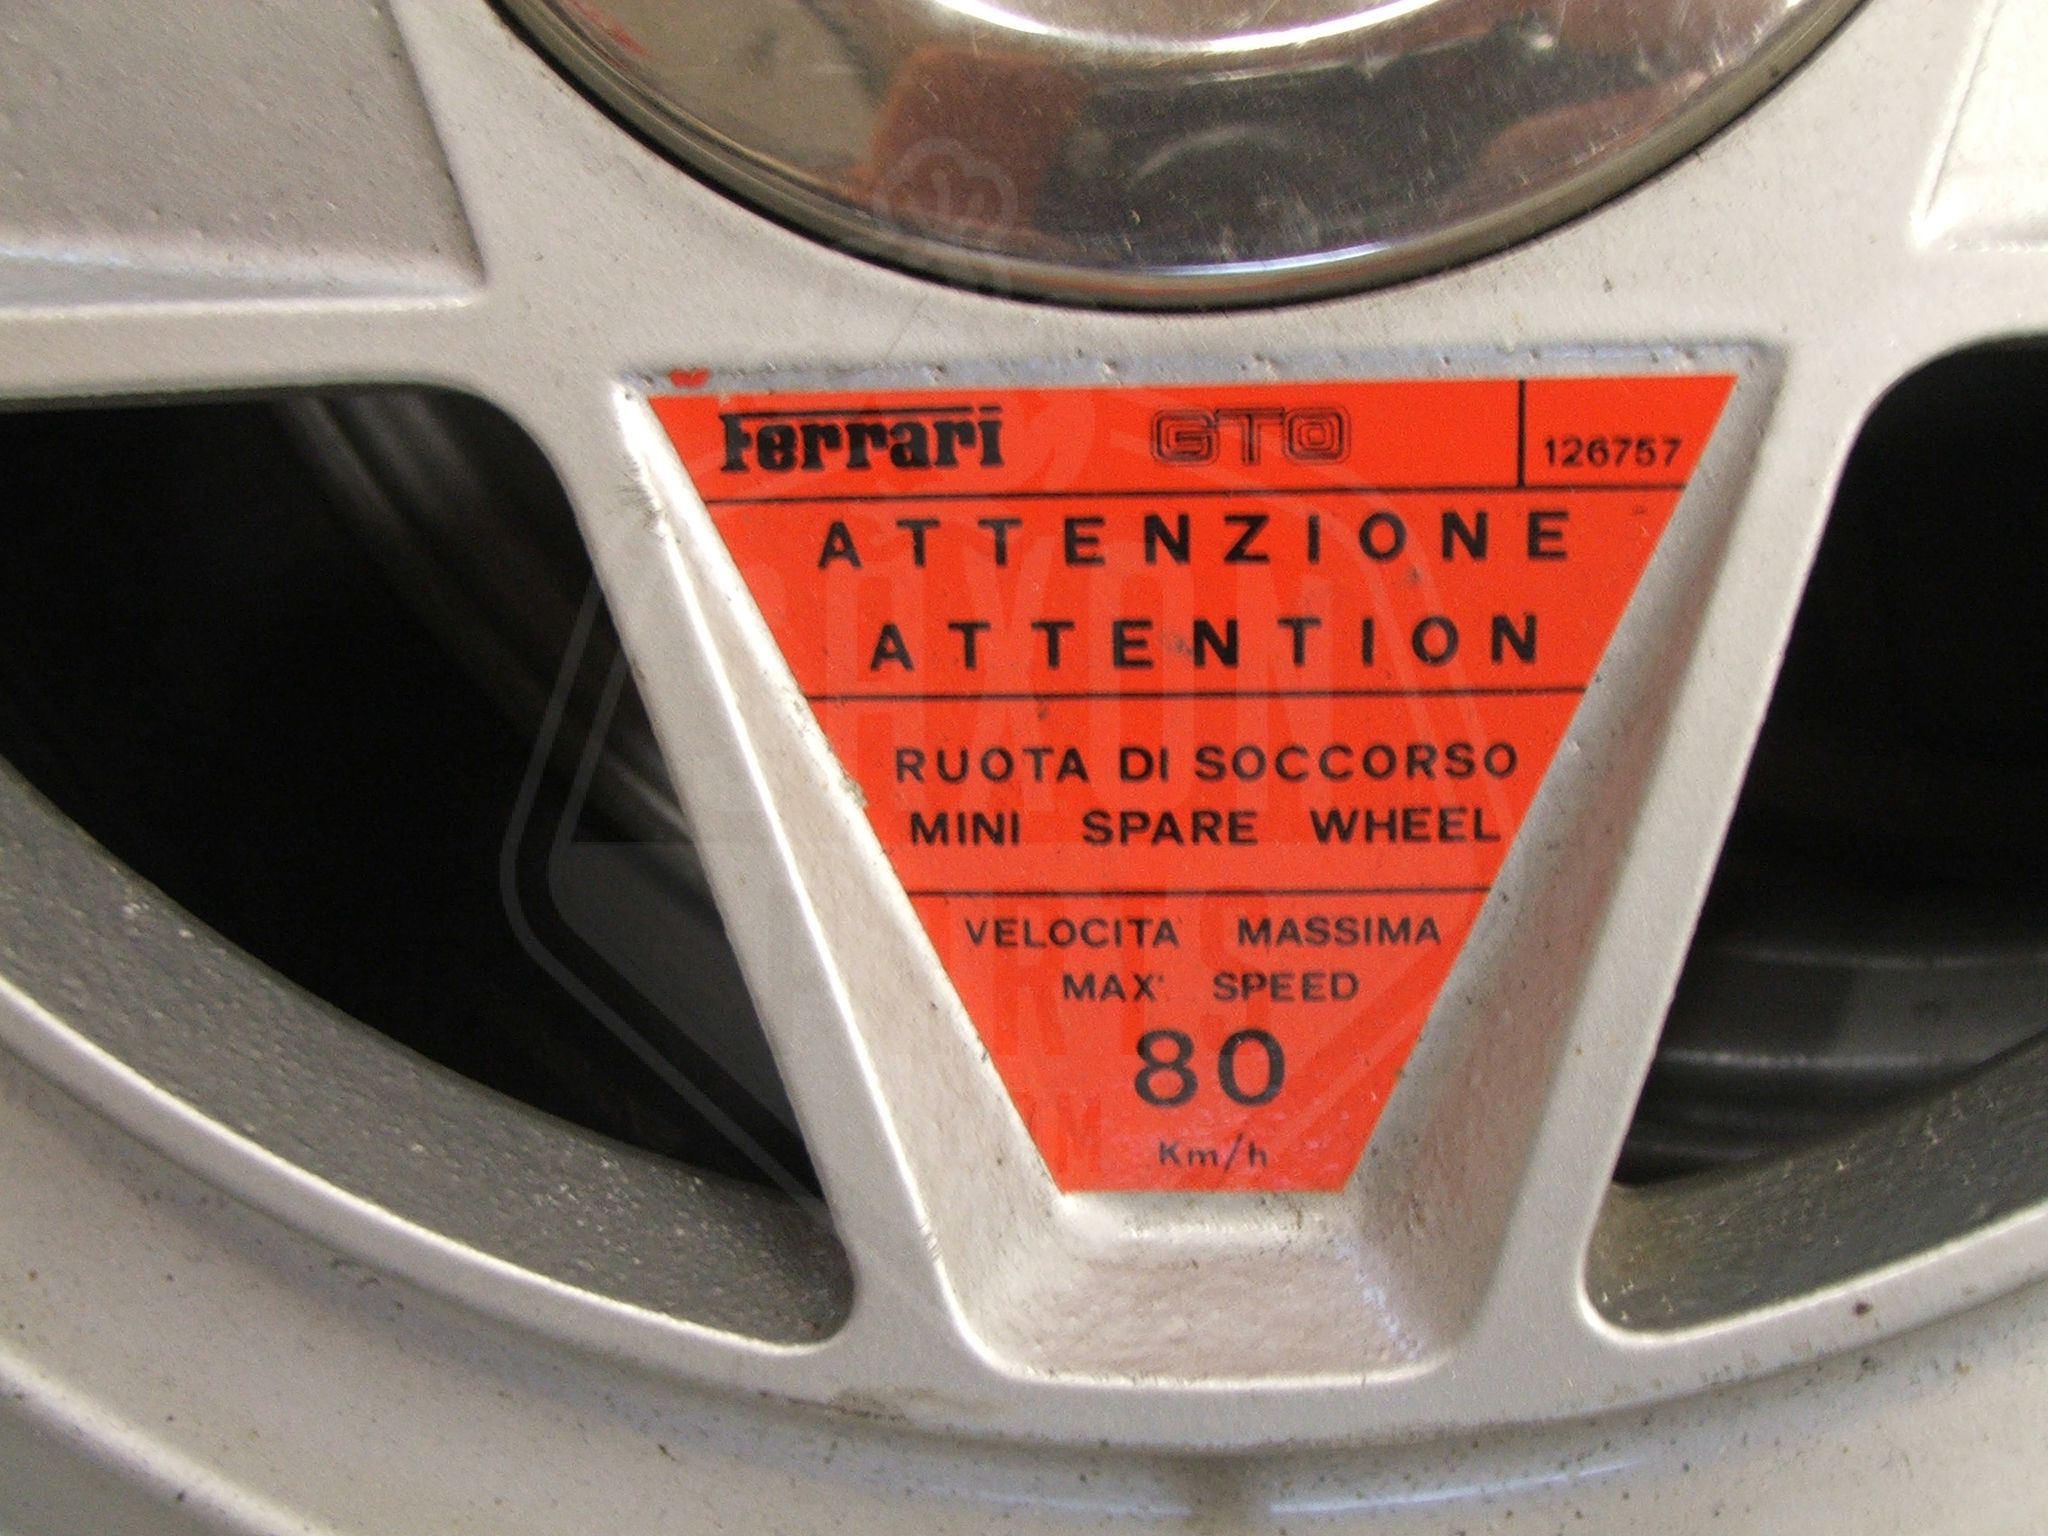 Ferrari GTO 126757
ATTENZIONE
ATTENTION
RUOTA DI SOCCORSO
MINI SPARE WHEEL
VELOCITA MASSIMA
MAX' SPEED
80
Km/h